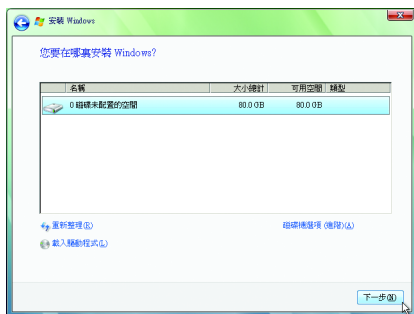 安裝 Windows
您要在哪裏安裝 Windows?
名稱 大小總計 可用空間 類型
0 磁碟未配置的空間 80.0 GB 80.0 GB
重新整理(R) 磁碟機選項 (進階)(A)
載入驅動程式(L)
下一步(N)